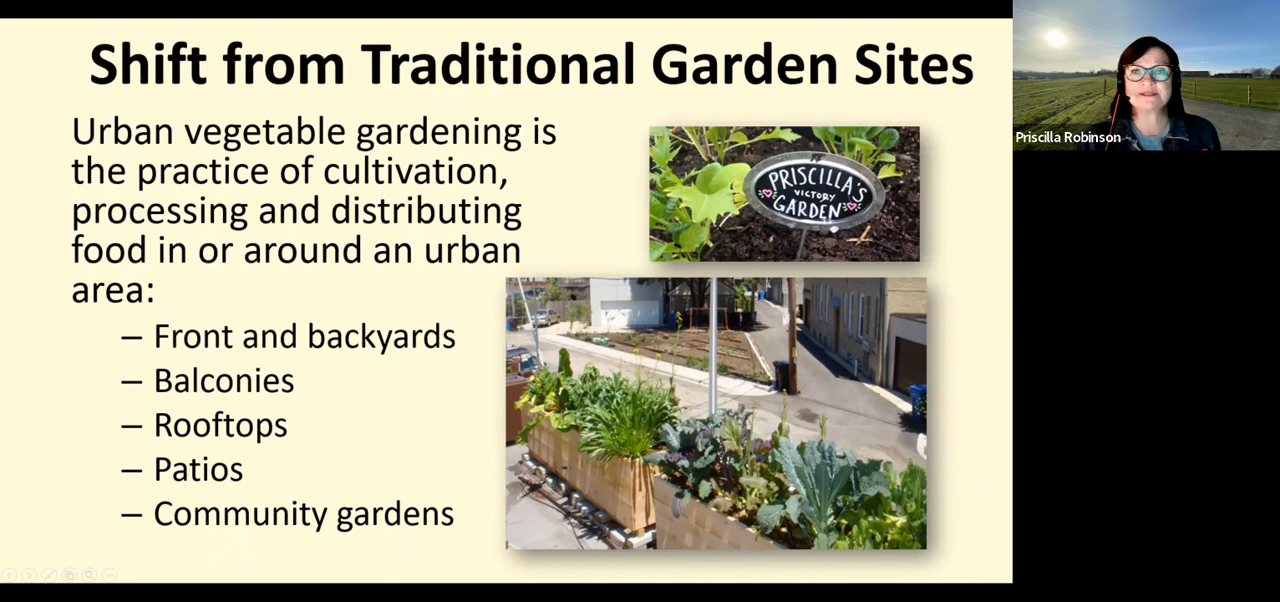 Shift from Traditional Garden Sites
Urban vegetable gardening is
the practice of cultivation,
processing and distributing
food in or around an urban
area:
– Front and backyards
– Balconies
– Rooftops
– Patios
– Community gardens
PRISCILLA'S
VICTORY
GARDEN
Priscilla Robinson